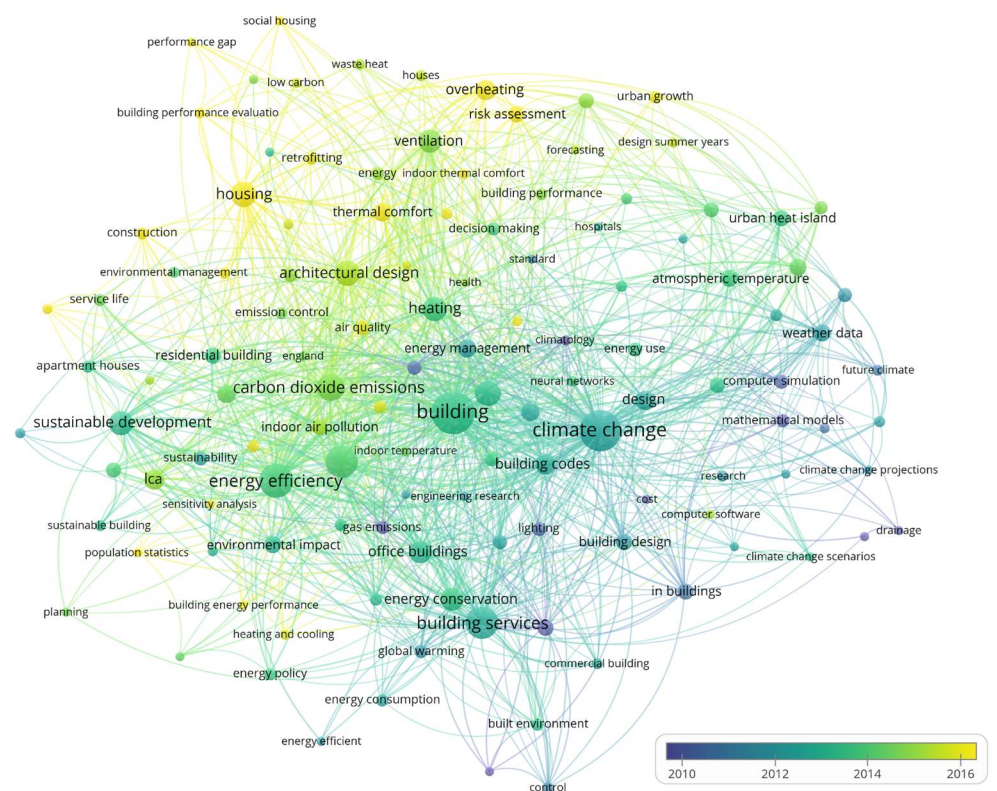 social housing
performance gap
waste heat
houses
low carbon
overheating
urban growth
building performance evaluatio
risk assessment
ventilation
design summer years
forecasting
retrofitting
energy
indoor thermal comfort
housing
building performance
thermal comfort
urban heat island
decision making
hospitals
construction
standard
environmental management
architectural design
health
atmospheric temperature
service life
emission control
heating
air quality
weather data
climatology
energy management
energy use
residential building
england
apartment houses
future climate
neural networks
computer simulation
carbon dioxide emissions
design
building
sustainable development
indoor air pollution
climate change
mathematical models
indoor temperature
sustainability
building codes
climate change projections
lca
energy efficiency
research
engineering research
cost
sensitivity analysis
computer software
sustainable building
gas emissions
lighting
drainage
population statistics
environmental impact
office buildings
building design
climate change scenarios
in buildings
energy conservation
building energy performance
planning
building services
heating and cooling
global warming
commercial building
energy policy
energy consumption
built environment
energy efficient
control
2010
2012
2014
2016